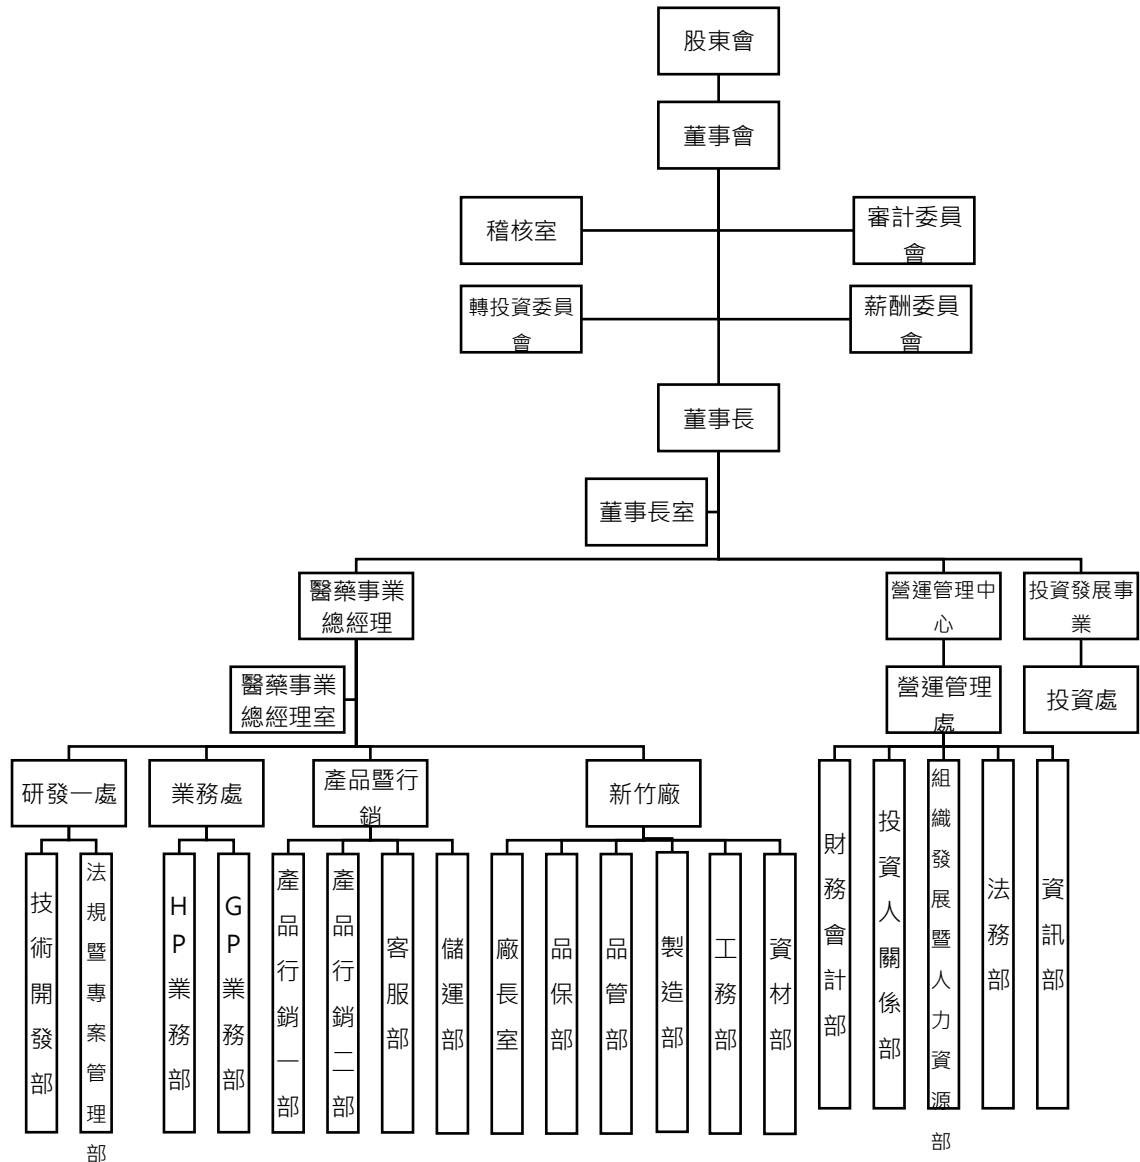 股東會
董事會
稽核室
審計委員
會
轉投資委員
會
薪酬委員
會
董事長
董事長室
醫藥事業
總經理
營運管理中
心
投資發展事
業
醫藥事業
總經理室
營運管理
處
投資處
研發一處
業務處
產品暨行
銷
新竹廠
技術開發部
法規暨專案管理部
HP業務部
GP業務部
產品行銷一部
產品行銷二部
客服部
儲運部
廠長室
品保部
品管部
製造部
工務部
資材部
財務會計部
投資人關係部
組織發展暨人力資源部
法務部
資訊部